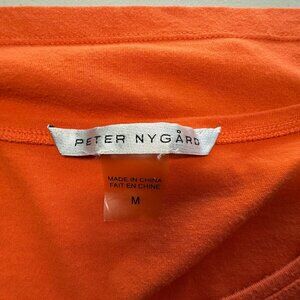 PETER NYGÅRD
MADE IN CHINA
FAIT EN CHINE
M